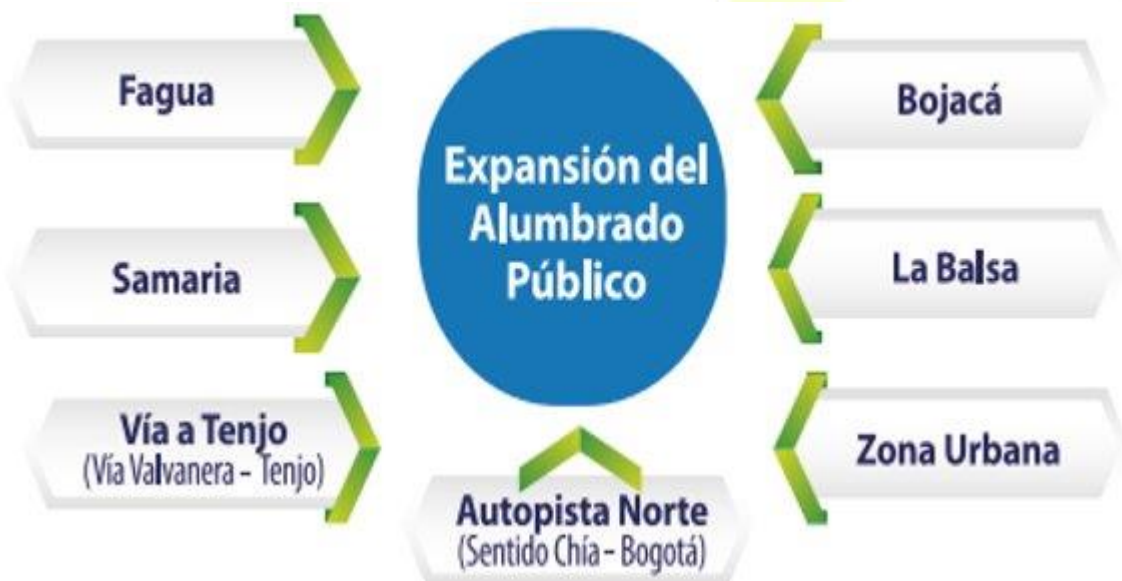 Fagua
Samaria
Vía a Tenjo
(Vía Valvanera – Tenjo)
Expansión del
Alumbrado
Público
Autopista Norte
(Sentido Chía – Bogotá)
Bojacá
La Balsa
Zona Urbana